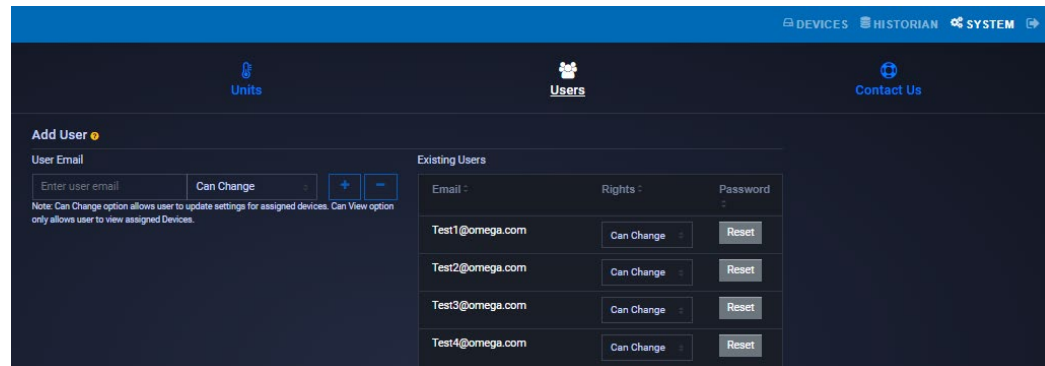 DEVICES HISTORIAN SYSTEM
Units Users Contact Us
Add User
User Email
Enter user email Can Change + -
Note: Can Change option allows user to update settings for assigned devices. Can View option
only allows user to view assigned Devices.
Existing Users
Email Rights Password
Test1@omega.com Can Change Reset
Test2@omega.com Can Change Reset
Test3@omega.com Can Change Reset
Test4@omega.com Can Change Reset